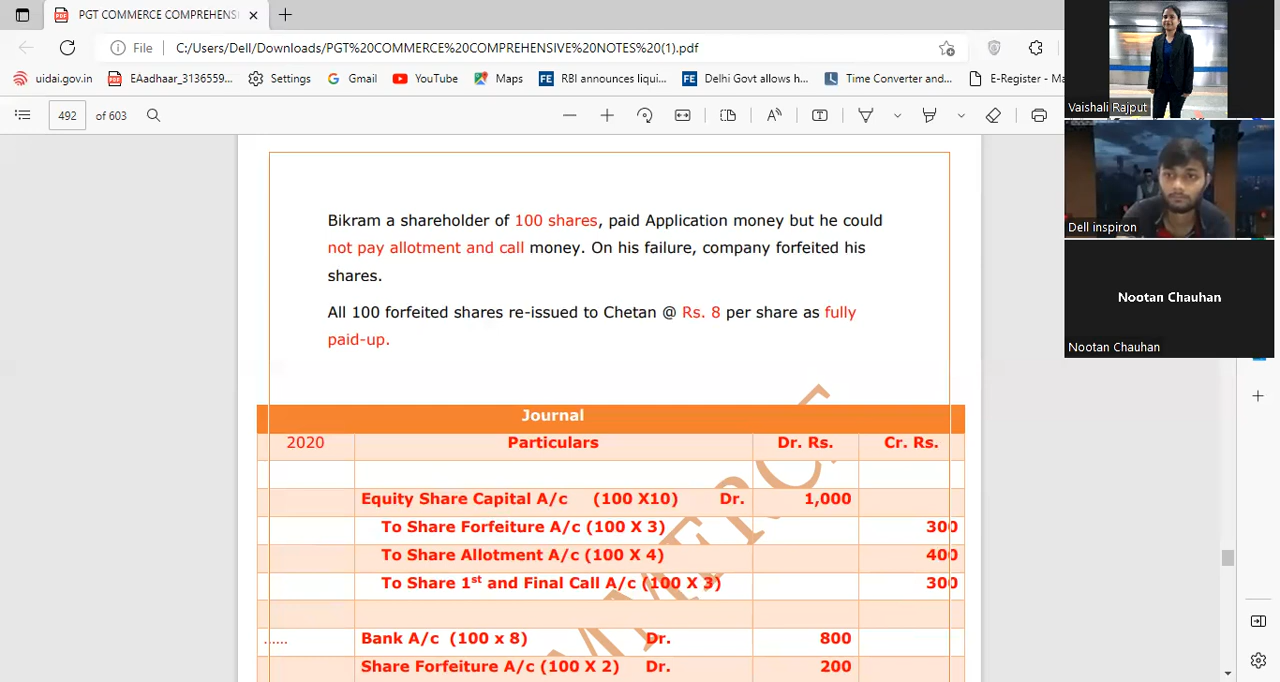 PGT COMMERCE COMPREHENS
File
C:/Users/Dell/Downloads/PGT%20COMMERCE%20COMPREHENSIVE%20NOTES%20(1).pdf
uidai.gov.in
EAadhaar_3136559...
Settings
Gmail
YouTube
Maps
RBI announces liqui...
Delhi Govt allows h...
Time Converter and...
E-Register - Ma
492 of 603
Vaishali Rajput
Dell inspiron
Nootan Chauhan
Nootan Chauhan
Bikram a shareholder of 100 shares, paid Application money but he could
not pay allotment and call money. On his failure, company forfeited his
shares.
All 100 forfeited shares re-issued to Chetan @ Rs. 8 per share as fully
paid-up.
Journal
2020 Particulars Dr. Rs. Cr. Rs.
Equity Share Capital A/c (100 X10) Dr. 1,000
To Share Forfeiture A/c (100 X 3) 300
To Share Allotment A/c (100 X 4) 400
To Share 1st and Final Call A/c (100 X 3) 300
...... Bank A/c (100 x 8) Dr. 800
Share Forfeiture A/c (100 X 2) Dr. 200